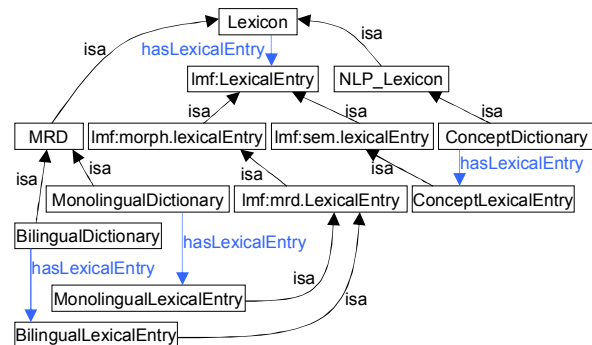 Lexicon
isa
isa
hasLexicalEntry
lmf:LexicalEntry
NLP_Lexicon
isa
isa
isa
MRD
lmf:morph.lexicalEntry
lmf:sem.lexicalEntry
ConceptDictionary
isa
isa
isa
isa
hasLexicalEntry
MonolingualDictionary
lmf:mrd.LexicalEntry
ConceptLexicalEntry
BilingualDictionary
hasLexicalEntry
hasLexicalEntry
isa
MonolingualLexicalEntry
isa
BilingualLexicalEntry